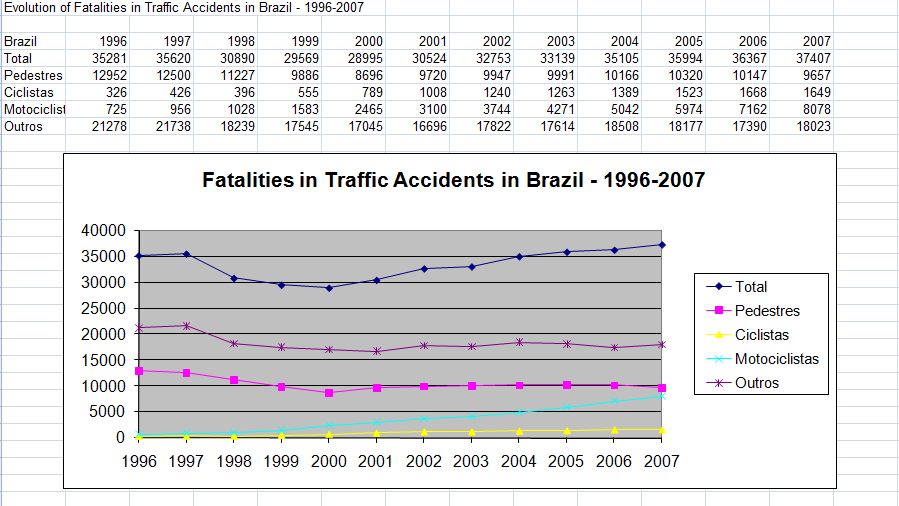 Evolution of Fatalities in Traffic Accidents in Brazil - 1996-2007
Brazil 1996 1997 1998 1999 2000 2001 2002 2003 2004 2005 2006 2007
Total 35281 35620 30890 29569 28995 30524 32753 33139 35105 35994 36367 37407
Pedestres 12952 12500 11227 9886 8696 9720 9947 9991 10166 10320 10147 9657
Ciclistas 326 426 396 555 789 1008 1240 1263 1389 1523 1668 1649
Motociclist 725 956 1028 1583 2465 3100 3744 4271 5042 5974 7162 8078
Outros 21278 21738 18239 17545 17045 16696 17822 17614 18508 18177 17390 18023
Fatalities in Traffic Accidents in Brazil - 1996-2007
40000
35000
30000
25000
20000
15000
10000
5000
0
1996 1997 1998 1999 2000 2001 2002 2003 2004 2005 2006 2007
Total
Pedestres
Ciclistas
Motociclistas
Outros